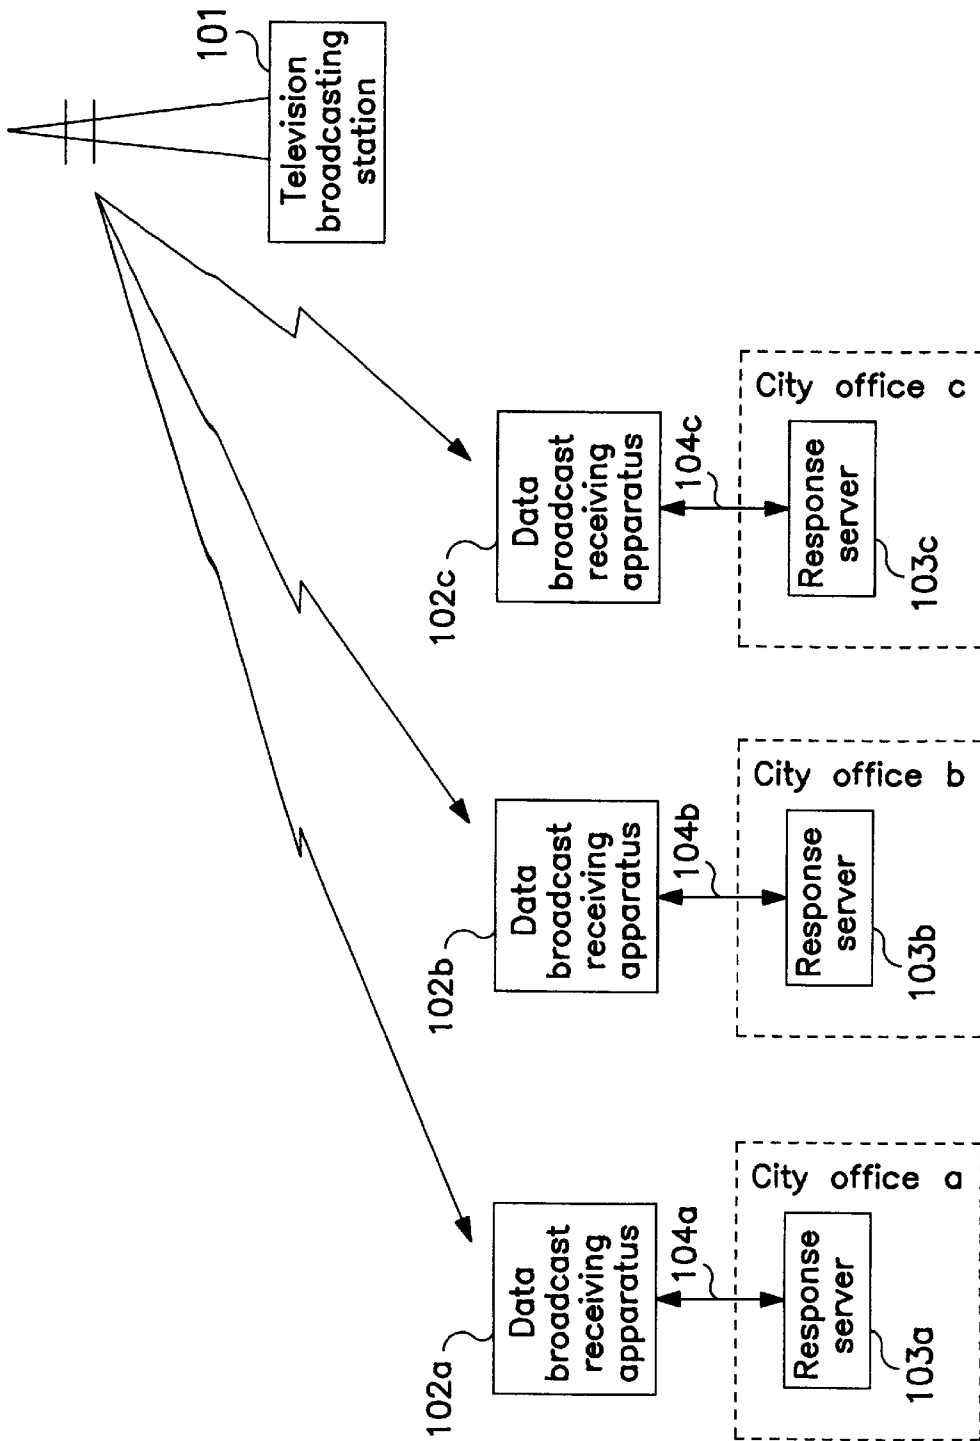 101
Television
broadcasting
station
102a
Data
broadcast
receiving
apparatus
102b
Data
broadcast
receiving
apparatus
102c
Data
broadcast
receiving
apparatus
104a
104b
104c
City office a
Response
server
103a
City office b
Response
server
103b
City office c
Response
server
103c